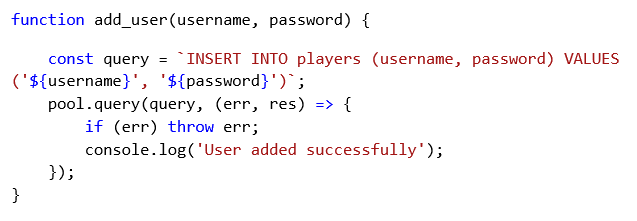 function add_user(username, password) {
const query = `INSERT INTO players (username, password) VALUES
('${username}', '${password}')`;
pool.query(query, (err, res) => {
if (err) throw err;
console.log('User added successfully');
});
}